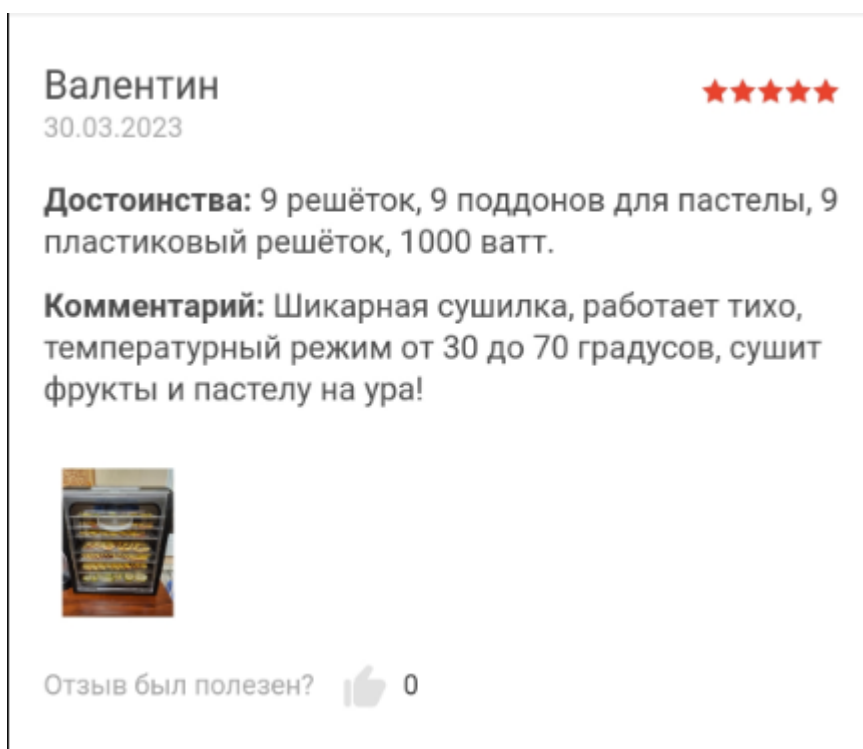 Валентин
30.03.2023
Достоинства: 9 решёток, 9 поддонов для пастелы, 9
пластиковый решёток, 1000 ватт.
Комментарий: Шикарная сушилка, работает тихо,
температурный режим от 30 до 70 градусов, сушит
фрукты и пастелу на ура!
Отзыв был полезен? 0